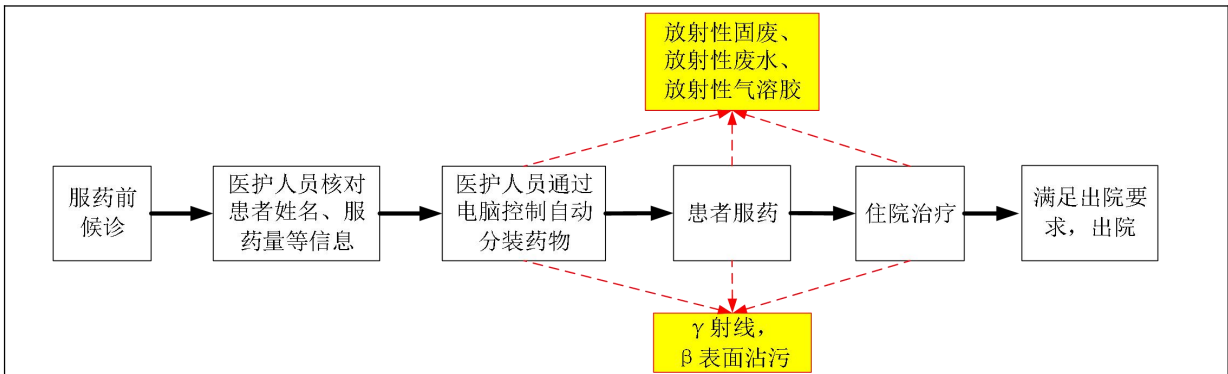 放射性固废、
放射性废水、
放射性气溶胶
服药前
候诊
医护人员核对
患者姓名、服
药量等信息
医护人员通过
电脑控制自动
分装药物
患者服药
住院治疗
满足出院要
求，出院
γ射线，
β表面沾污